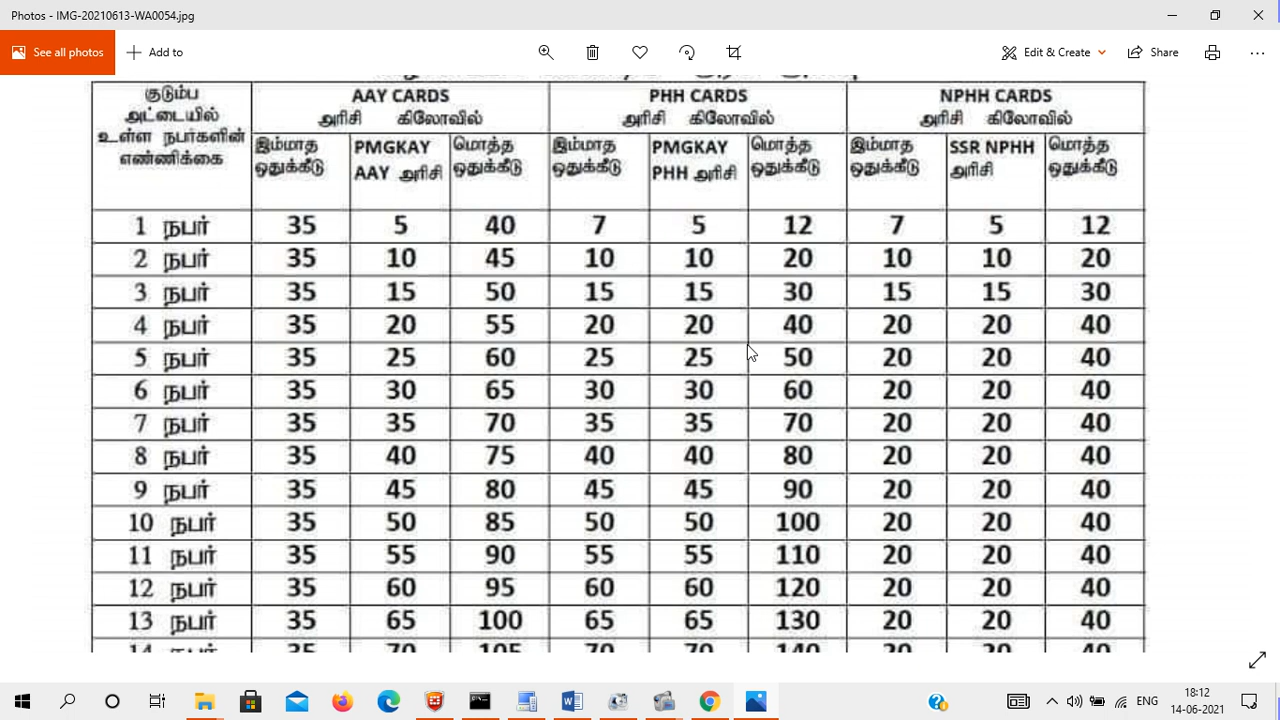 Photos - IMG-20210613-WA0054.jpg
See all photos
Add to
Edit & Create
Share
குடும்ப அட்டையில் உள்ள நபர்களின் எண்ணிக்கை
AAY CARDS
அரிசி கிலோவில்
PHH CARDS
அரிசி கிலோவில்
NPHH CARDS
அரிசி கிலோவில்
இம்மாத ஒதுக்கீடு
PMGKAY AAY அரிசி
மொத்த ஒதுக்கீடு
இம்மாத ஒதுக்கீடு
PMGKAY PHH அரிசி
மொத்த ஒதுக்கீடு
இம்மாத ஒதுக்கீடு
SSR NPHH அரிசி
மொத்த ஒதுக்கீடு
1 நபர் 35 5 40 7 5 12 7 5 12
2 நபர் 35 10 45 10 10 20 10 10 20
3 நபர் 35 15 50 15 15 30 15 15 30
4 நபர் 35 20 55 20 20 40 20 20 40
5 நபர் 35 25 60 25 25 50 20 20 40
6 நபர் 35 30 65 30 30 60 20 20 40
7 நபர் 35 35 70 35 35 70 20 20 40
8 நபர் 35 40 75 40 40 80 20 20 40
9 நபர் 35 45 80 45 45 90 20 20 40
10 நபர் 35 50 85 50 50 100 20 20 40
11 நபர் 35 55 90 55 55 110 20 20 40
12 நபர் 35 60 95 60 60 120 20 20 40
13 நபர் 35 65 100 65 65 130 20 20 40
14 நபர் 35 70 105 70 70 140 20 20 40
ENG
8:12
14-06-2021